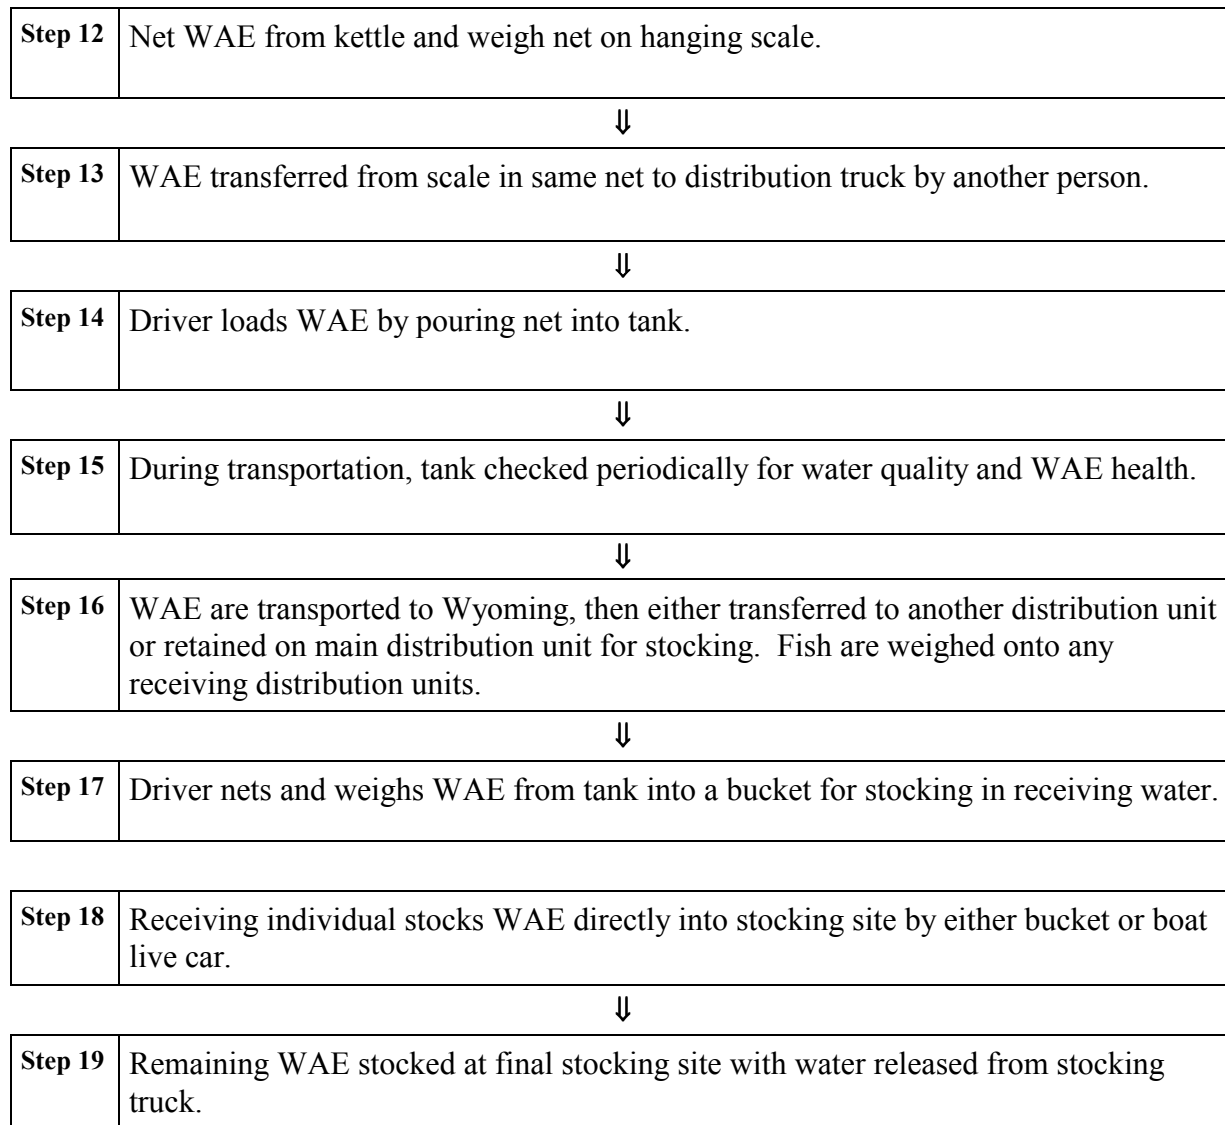 Step 12 Net WAE from kettle and weigh net on hanging scale.
⇓
Step 13 WAE transferred from scale in same net to distribution truck by another person.
⇓
Step 14 Driver loads WAE by pouring net into tank.
⇓
Step 15 During transportation, tank checked periodically for water quality and WAE health.
⇓
Step 16 WAE are transported to Wyoming, then either transferred to another distribution unit
or retained on main distribution unit for stocking.  Fish are weighed onto any
receiving distribution units.
⇓
Step 17 Driver nets and weighs WAE from tank into a bucket for stocking in receiving water.
Step 18 Receiving individual stocks WAE directly into stocking site by either bucket or boat
live car.
⇓
Step 19 Remaining WAE stocked at final stocking site with water released from stocking
truck.